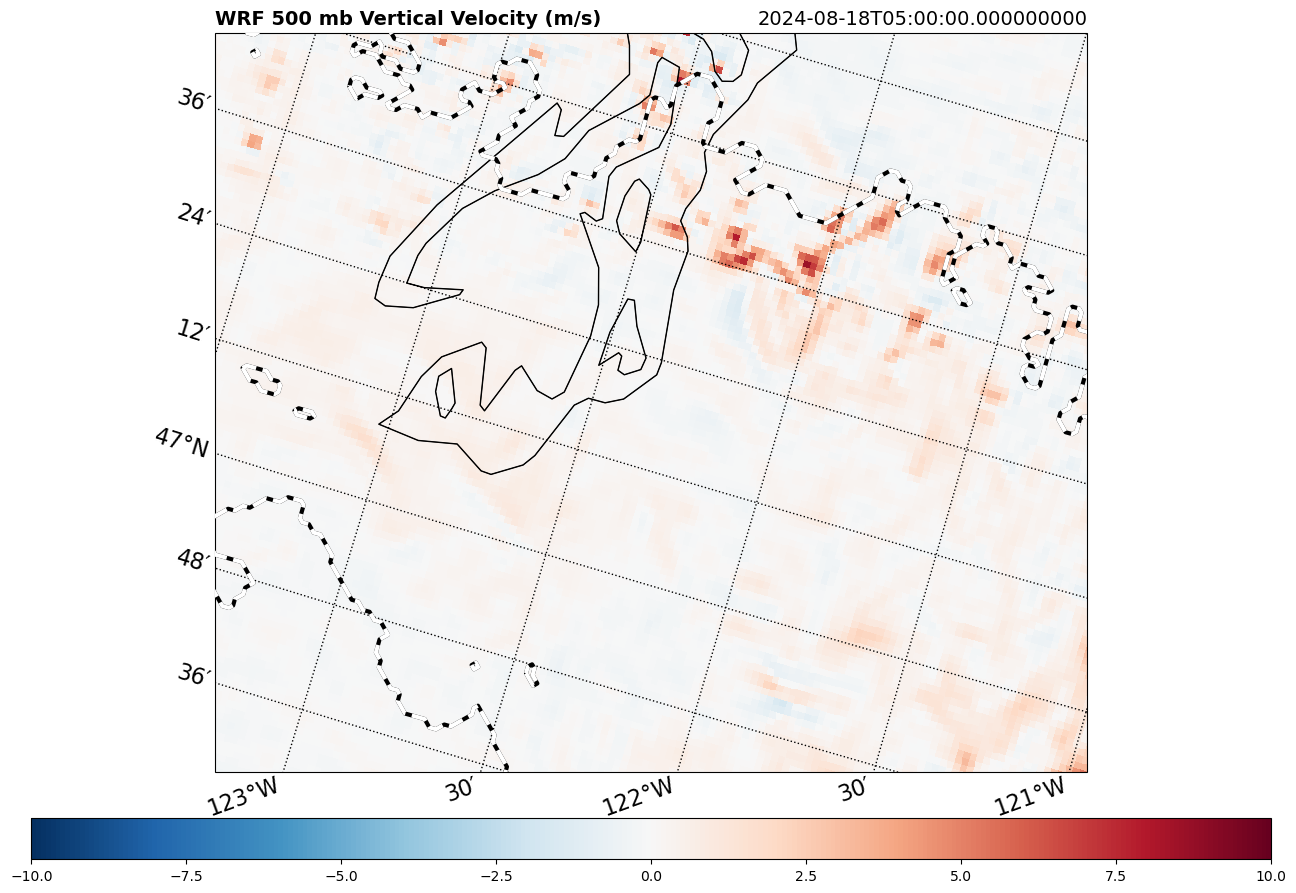 WRF 500 mb Vertical Velocity (m/s) 2024-08-18T05:00:00.000000000
36′
24′
12′
47°N
48′
36′
123°W 30′ 122°W 30′ 121°W
−10.0 −7.5 −5.0 −2.5 0.0 2.5 5.0 7.5 10.0